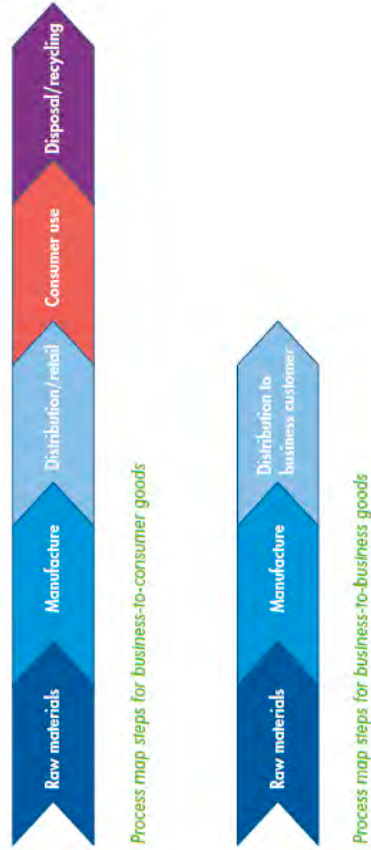 Raw materials
Manufacture
Distribution/retail
Consumer use
Disposal/recycling
Process map steps for business-to-consumer goods
Raw materials
Manufacture
Distribution to
business customer
Process map steps for business-to-business goods